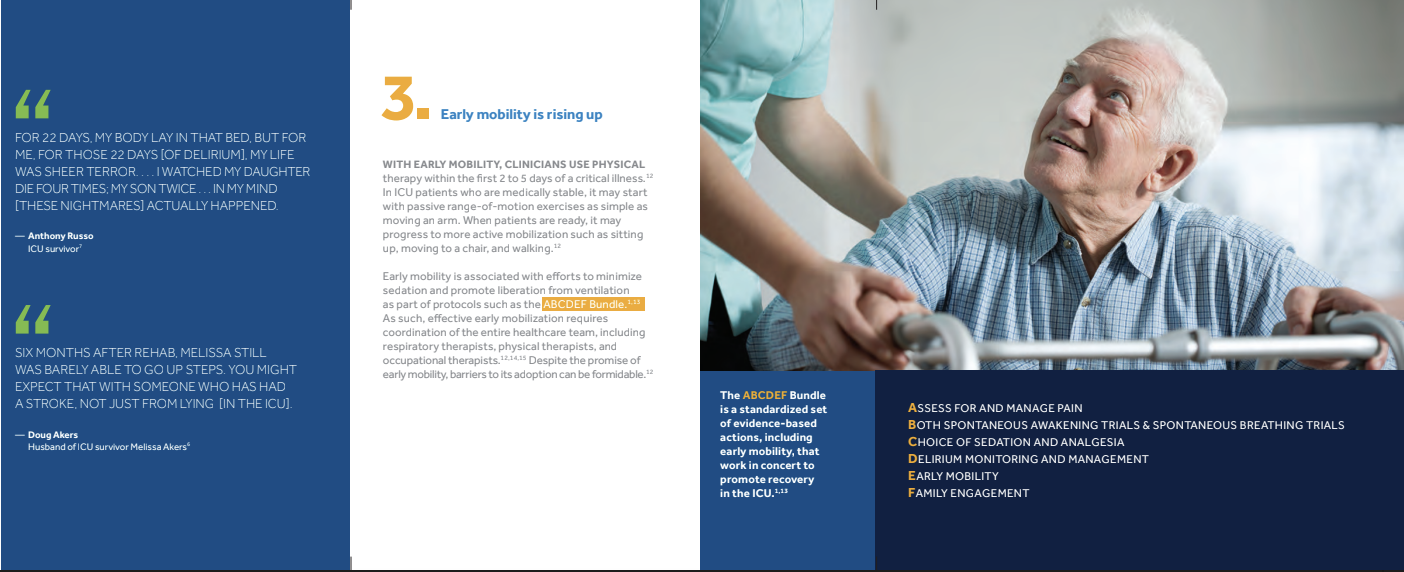 “
FOR 22 DAYS, MY BODY LAY IN THAT BED, BUT FOR
ME, FOR THOSE 22 DAYS [OF DELIRIUM], MY LIFE
WAS SHEER TERROR. . . . I WATCHED MY DAUGHTER
DIE FOUR TIMES; MY SON TWICE . . . IN MY MIND
[THESE NIGHTMARES] ACTUALLY HAPPENED.
— Anthony Russo
ICU survivor⁷
“
SIX MONTHS AFTER REHAB, MELISSA STILL
WAS BARELY ABLE TO GO UP STEPS. YOU MIGHT
EXPECT THAT WITH SOMEONE WHO HAS HAD
A STROKE, NOT JUST FROM LYING [IN THE ICU].
— Doug Akers
Husband of ICU survivor Melissa Akers⁶
3. Early mobility is rising up
WITH EARLY MOBILITY, CLINICIANS USE PHYSICAL
therapy within the first 2 to 5 days of a critical illness.¹²
In ICU patients who are medically stable, it may start
with passive range-of-motion exercises as simple as
moving an arm. When patients are ready, it may
progress to more active mobilization such as sitting
up, moving to a chair, and walking.¹²
Early mobility is associated with efforts to minimize
sedation and promote liberation from ventilation
as part of protocols such as the ABCDEF Bundle.¹,¹³
As such, effective early mobilization requires
coordination of the entire healthcare team, including
respiratory therapists, physical therapists, and
occupational therapists.¹²,¹⁴,¹⁵ Despite the promise of
early mobility, barriers to its adoption can be formidable.¹²
The ABCDEF Bundle
is a standardized set
of evidence-based
actions, including
early mobility, that
work in concert to
promote recovery
in the ICU.¹,¹³
ASSESS FOR AND MANAGE PAIN
BOTH SPONTANEOUS AWAKENING TRIALS & SPONTANEOUS BREATHING TRIALS
CHOICE OF SEDATION AND ANALGESIA
DELIRIUM MONITORING AND MANAGEMENT
EARLY MOBILITY
FAMILY ENGAGEMENT